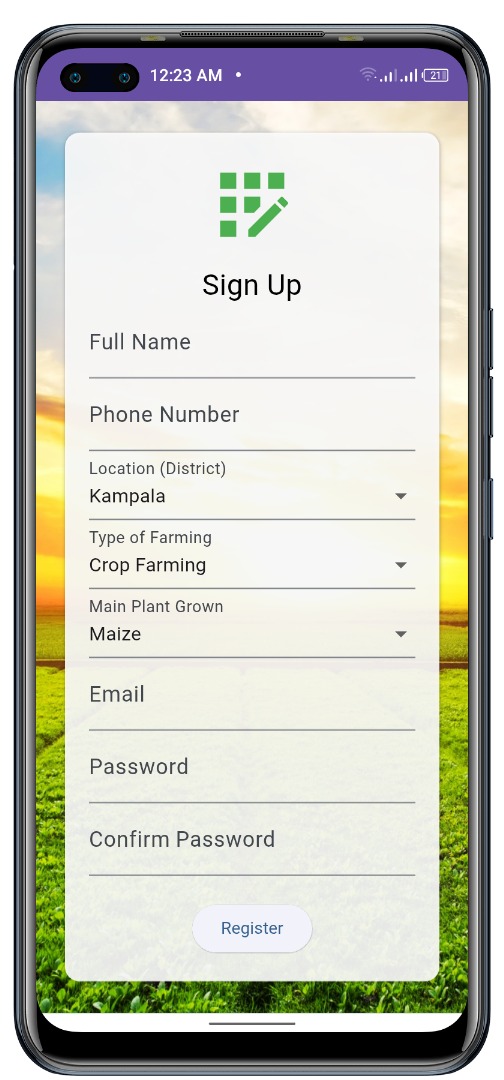 12:23 AM •
21
Sign Up
Full Name
Phone Number
Location (District)
Kampala
Type of Farming
Crop Farming
Main Plant Grown
Maize
Email
Password
Confirm Password
Register